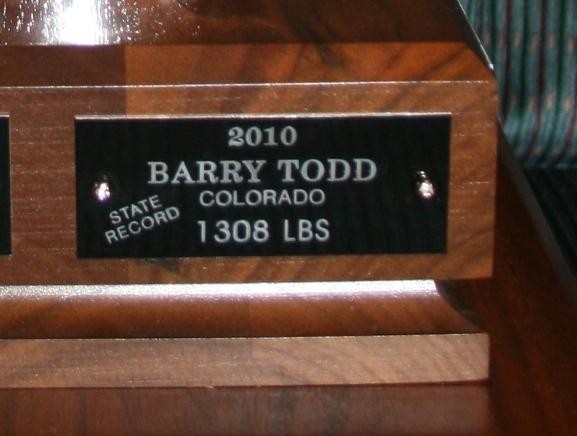 2010
BARRY TODD
COLORADO
STATE
RECORD
1308 LBS